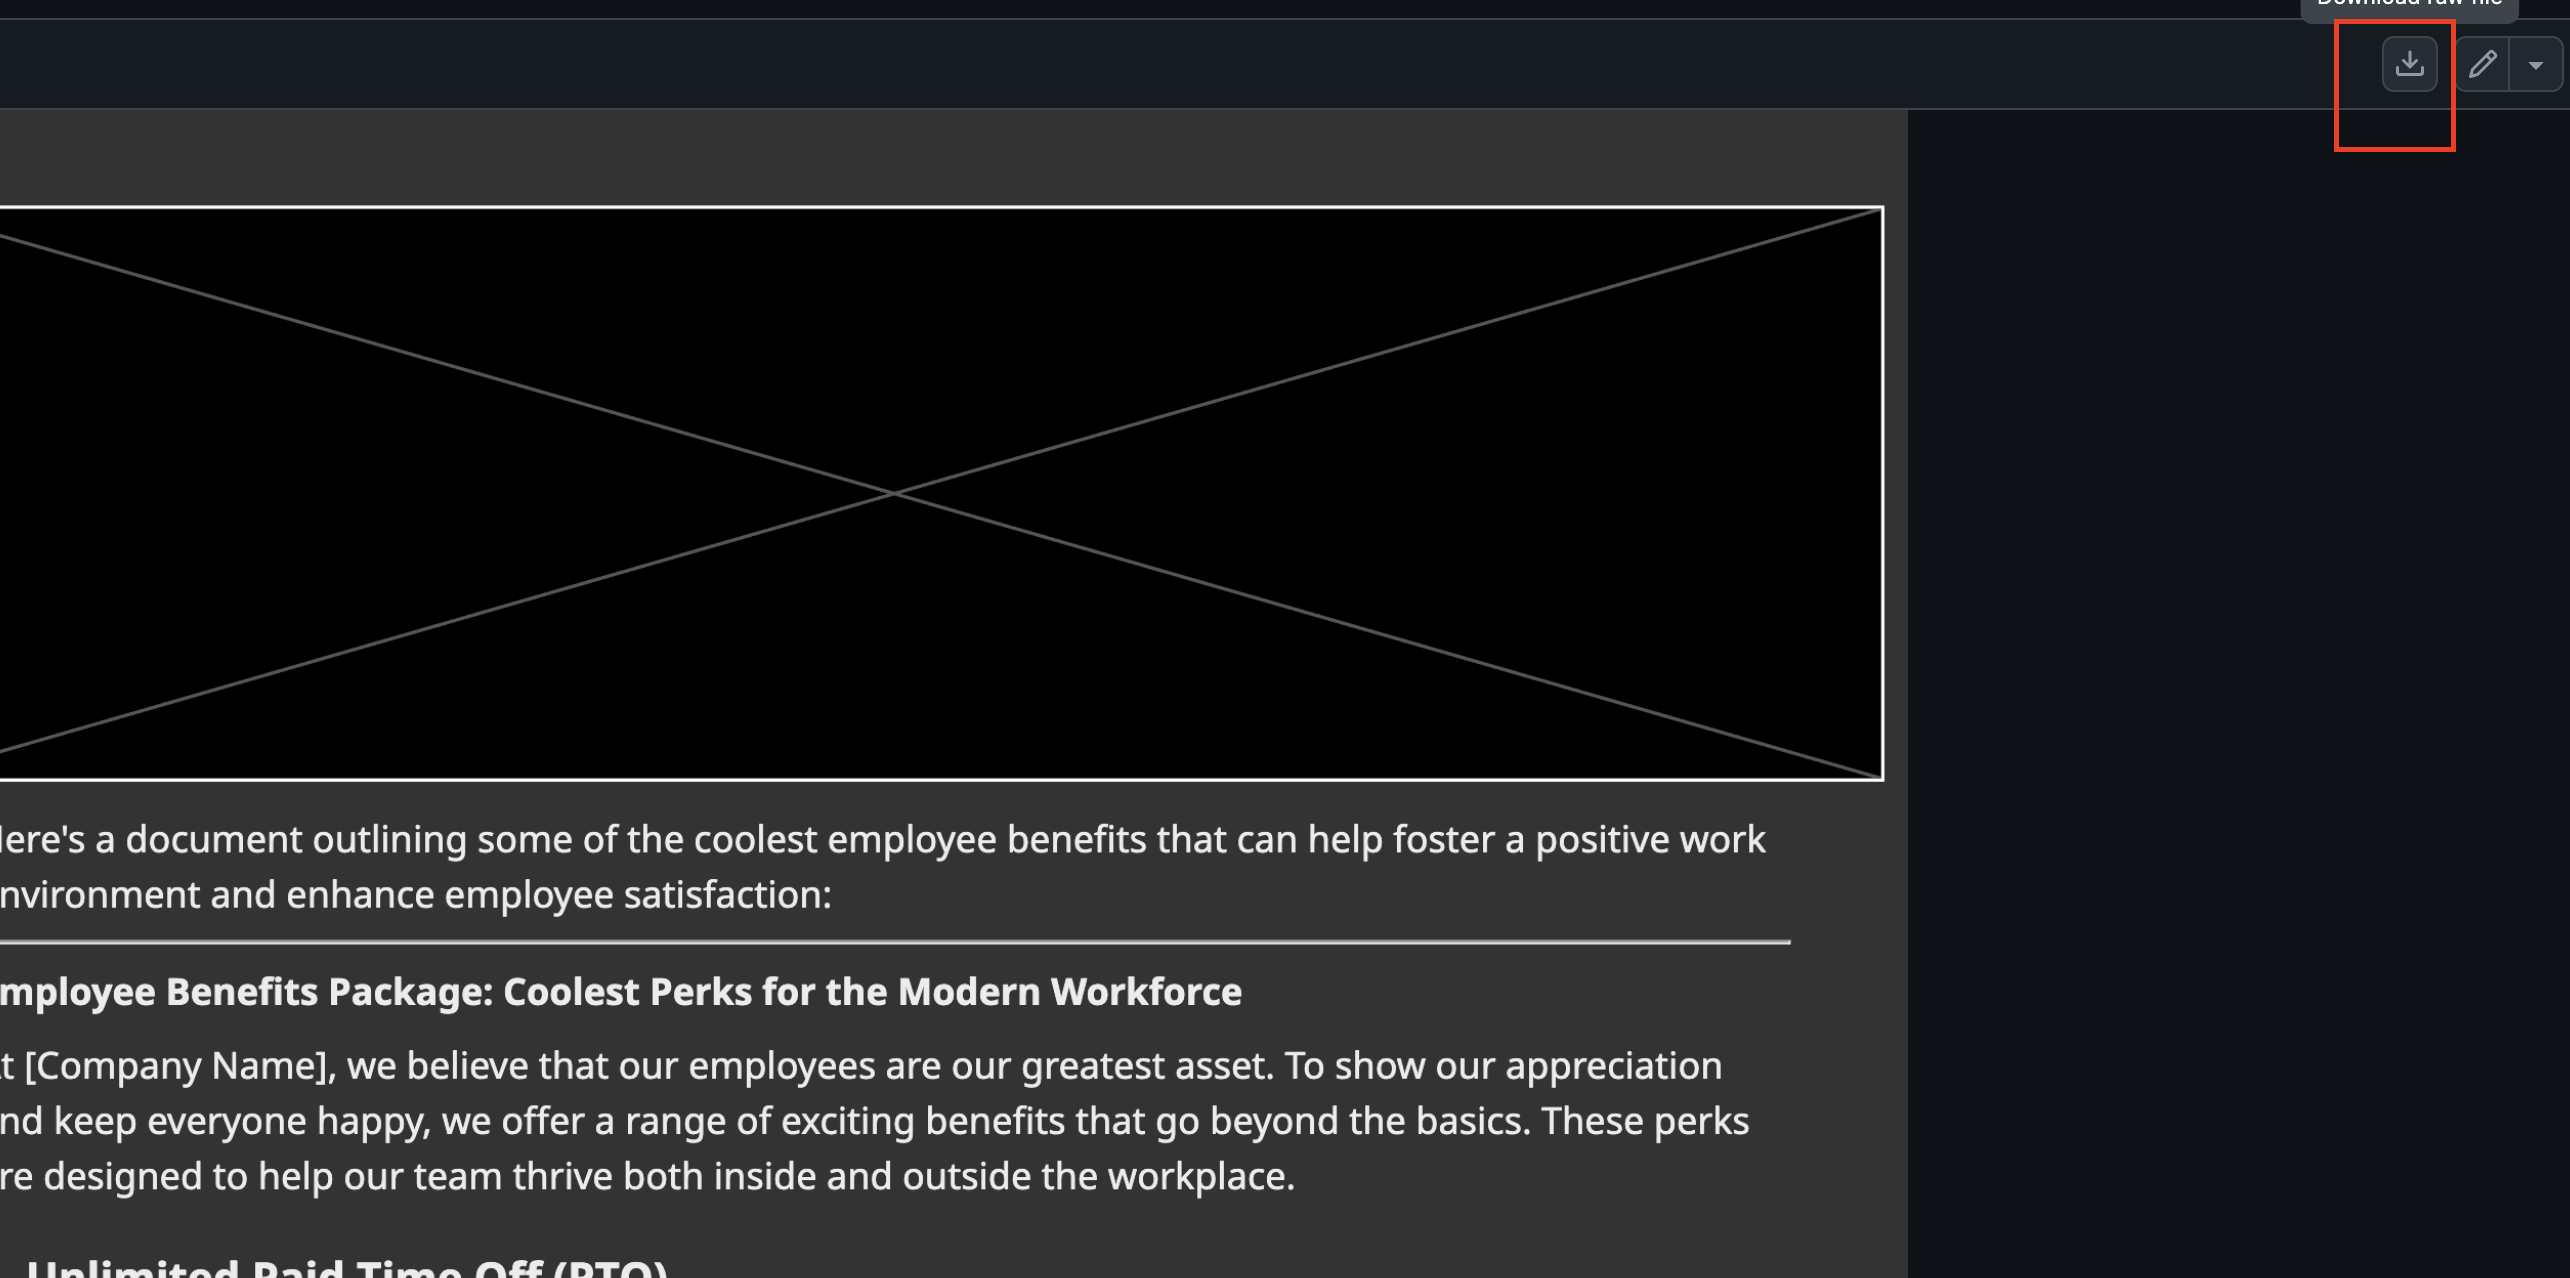 Download raw file
ere's a document outlining some of the coolest employee benefits that can help foster a positive work
nvironment and enhance employee satisfaction:
mployee Benefits Package: Coolest Perks for the Modern Workforce
t [Company Name], we believe that our employees are our greatest asset. To show our appreciation
nd keep everyone happy, we offer a range of exciting benefits that go beyond the basics. These perks
re designed to help our team thrive both inside and outside the workplace.
Unlimited Paid Time Off (PTO)